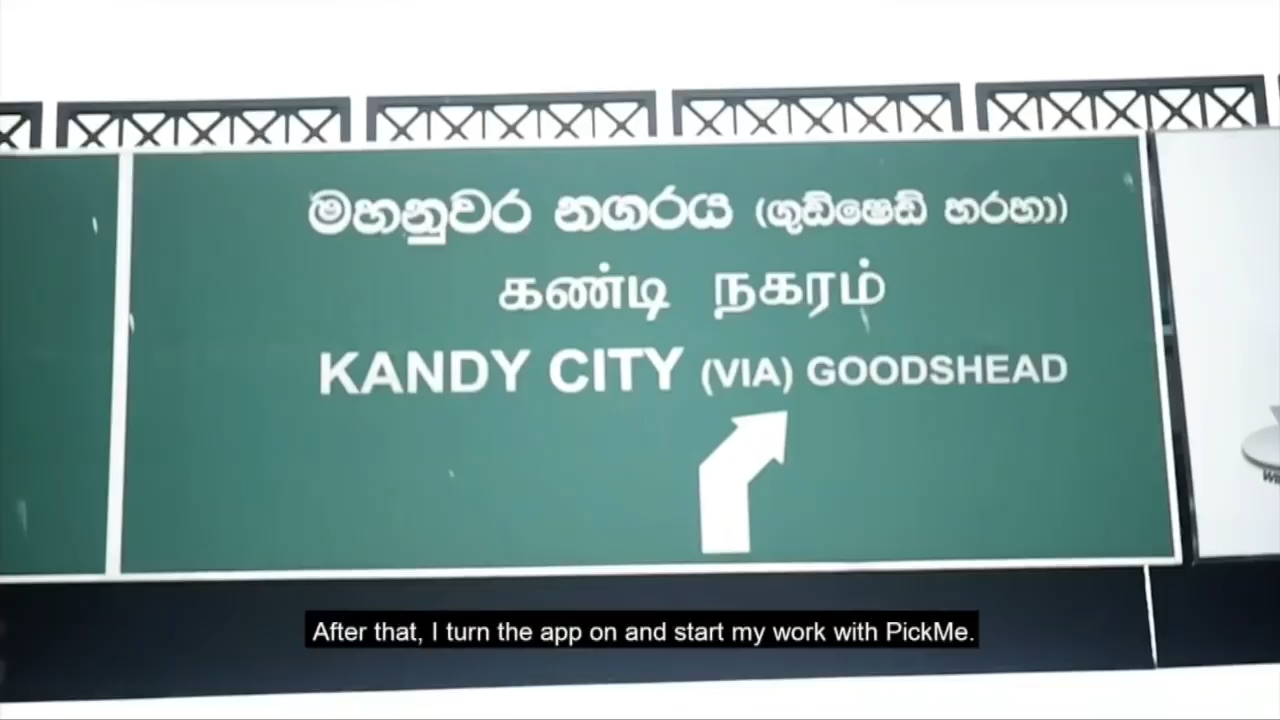 මහනුවර නගරය (ගුඩ්ෂෙඩ් හරහා)
கண்டி நகரம்
KANDY CITY (VIA) GOODSHEAD
After that, I turn the app on and start my work with PickMe.